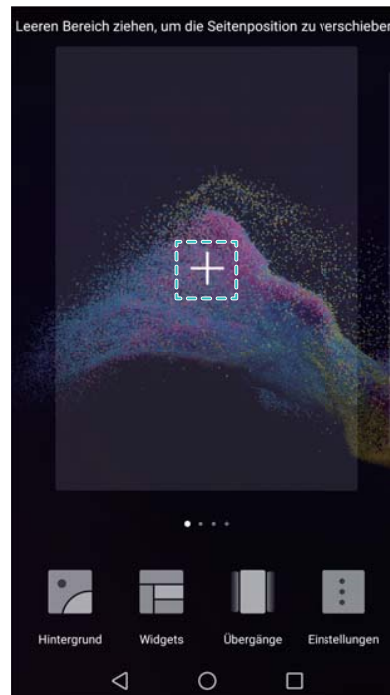 Leeren Bereich ziehen, um die Seitenposition zu verschieben
Hintergrund
Widgets
Übergänge
Einstellungen